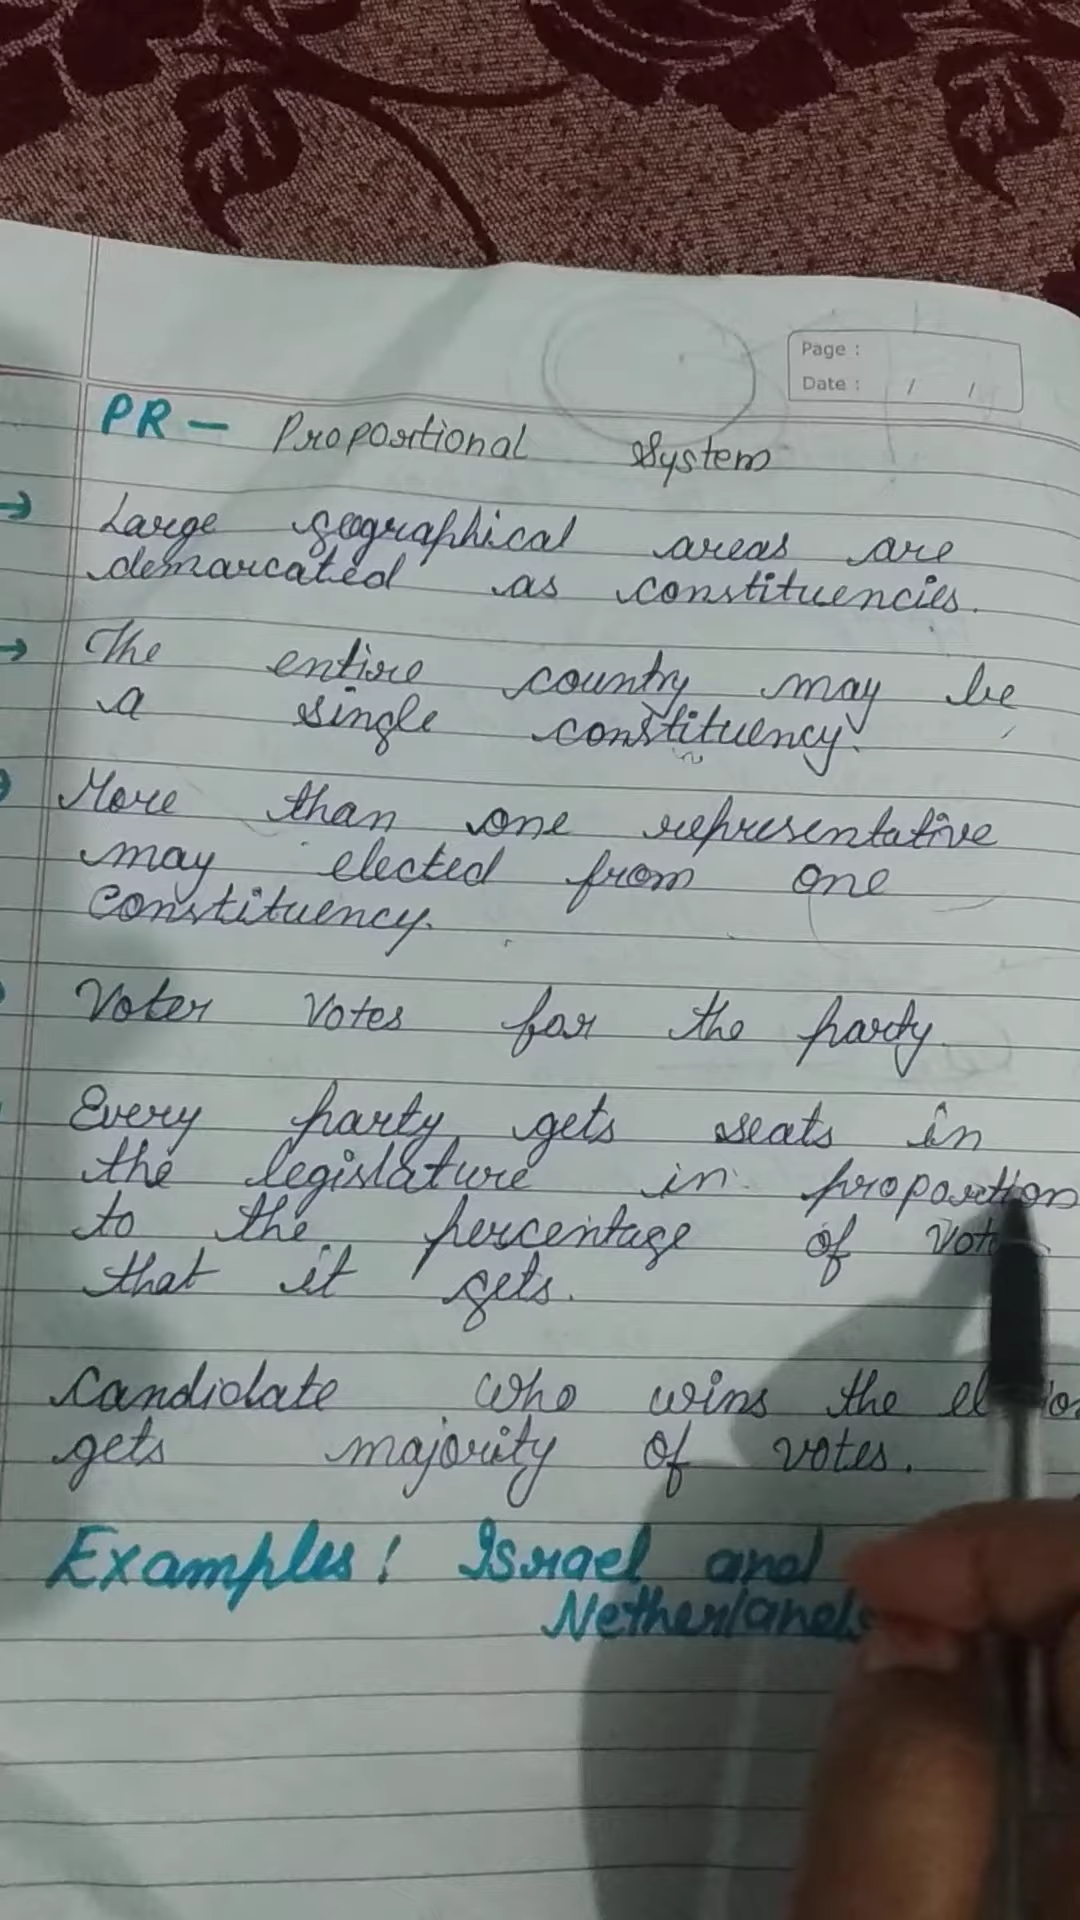 Page :
Date : / /
PR - Proportional System
→ Large geographical areas are
demarcated as constituencies.
→ The entire country may be
a single constituency.
More than one representative
may elected from one
constituency.
Voter votes for the party.
Every party gets seats in
the legislature in proportion
to the percentage of
that it gets.
Candidate who wins the
gets majority of votes.
Examples: Israel and
Netherlands